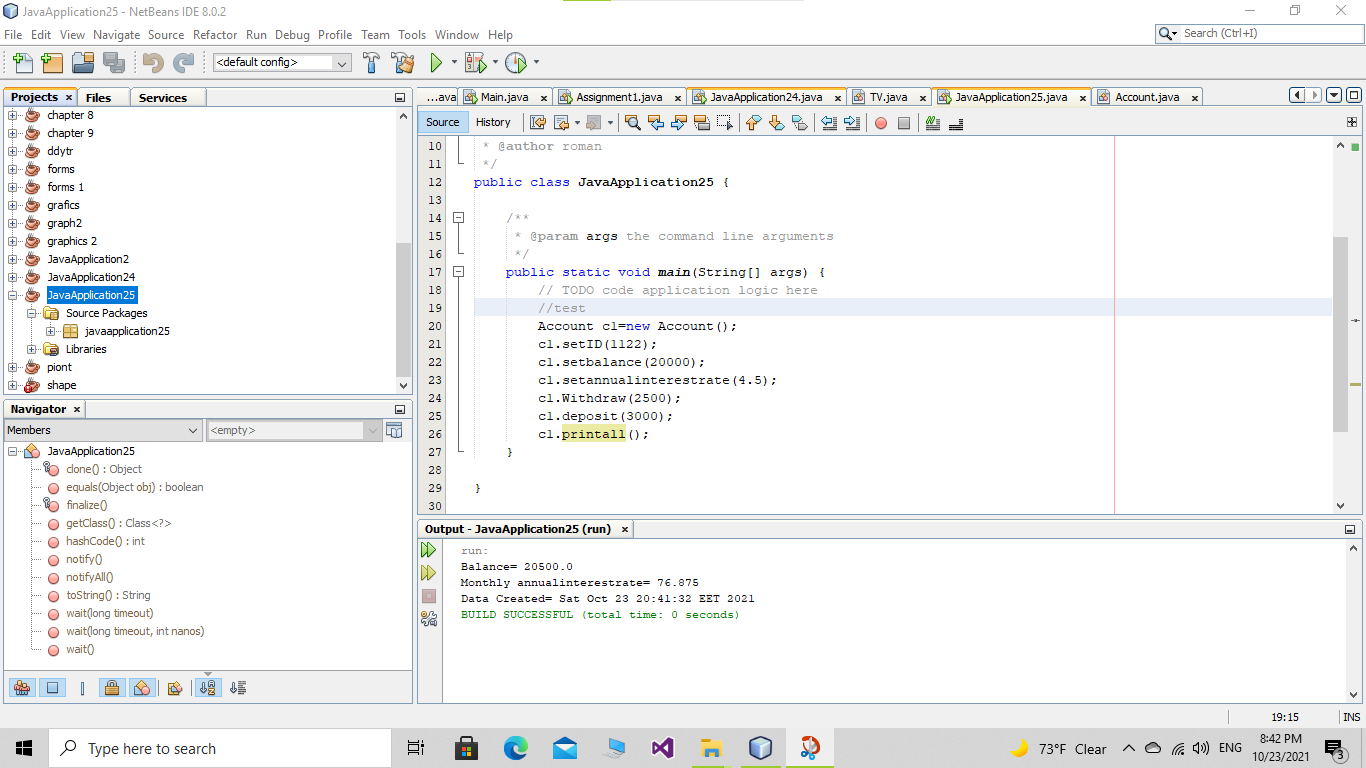 JavaApplication25 - NetBeans IDE 8.0.2
File Edit View Navigate Source Refactor Run Debug Profile Team Tools Window Help
Search (Ctrl+I)
<default config>
Projects Files Services
chapter 8
chapter 9
ddytr
forms
forms 1
grafics
graph2
graphics 2
JavaApplication2
JavaApplication24
JavaApplication25
Source Packages
javaapplication25
Libraries
piont
shape
Navigator
Members <empty>
JavaApplication25
clone() : Object
equals(Object obj) : boolean
finalize()
getClass() : Class<?>
hashCode() : int
notify()
notifyAll()
toString() : String
wait(long timeout)
wait(long timeout, int nanos)
wait()
...ava Main.java Assignment1.java JavaApplication24.java TV.java JavaApplication25.java Account.java
Source History
10 * @author roman
11 */
12 public class JavaApplication25 {
13
14 /**
15 * @param args the command line arguments
16 */
17 public static void main(String[] args) {
18 // TODO code application logic here
19 //test
20 Account c1=new Account();
21 c1.setID(1122);
22 c1.setbalance(20000);
23 c1.setannualinterestrate(4.5);
24 c1.Withdraw(2500);
25 c1.deposit(3000);
26 c1.printall();
27 }
28
29 }
30
Output - JavaApplication25 (run)
run:
Balance= 20500.0
Monthly annualinterestrate= 76.875
Data Created= Sat Oct 23 20:41:32 EET 2021
BUILD SUCCESSFUL (total time: 0 seconds)
19:15 INS
Type here to search
73°F Clear
ENG
8:42 PM
10/23/2021
3